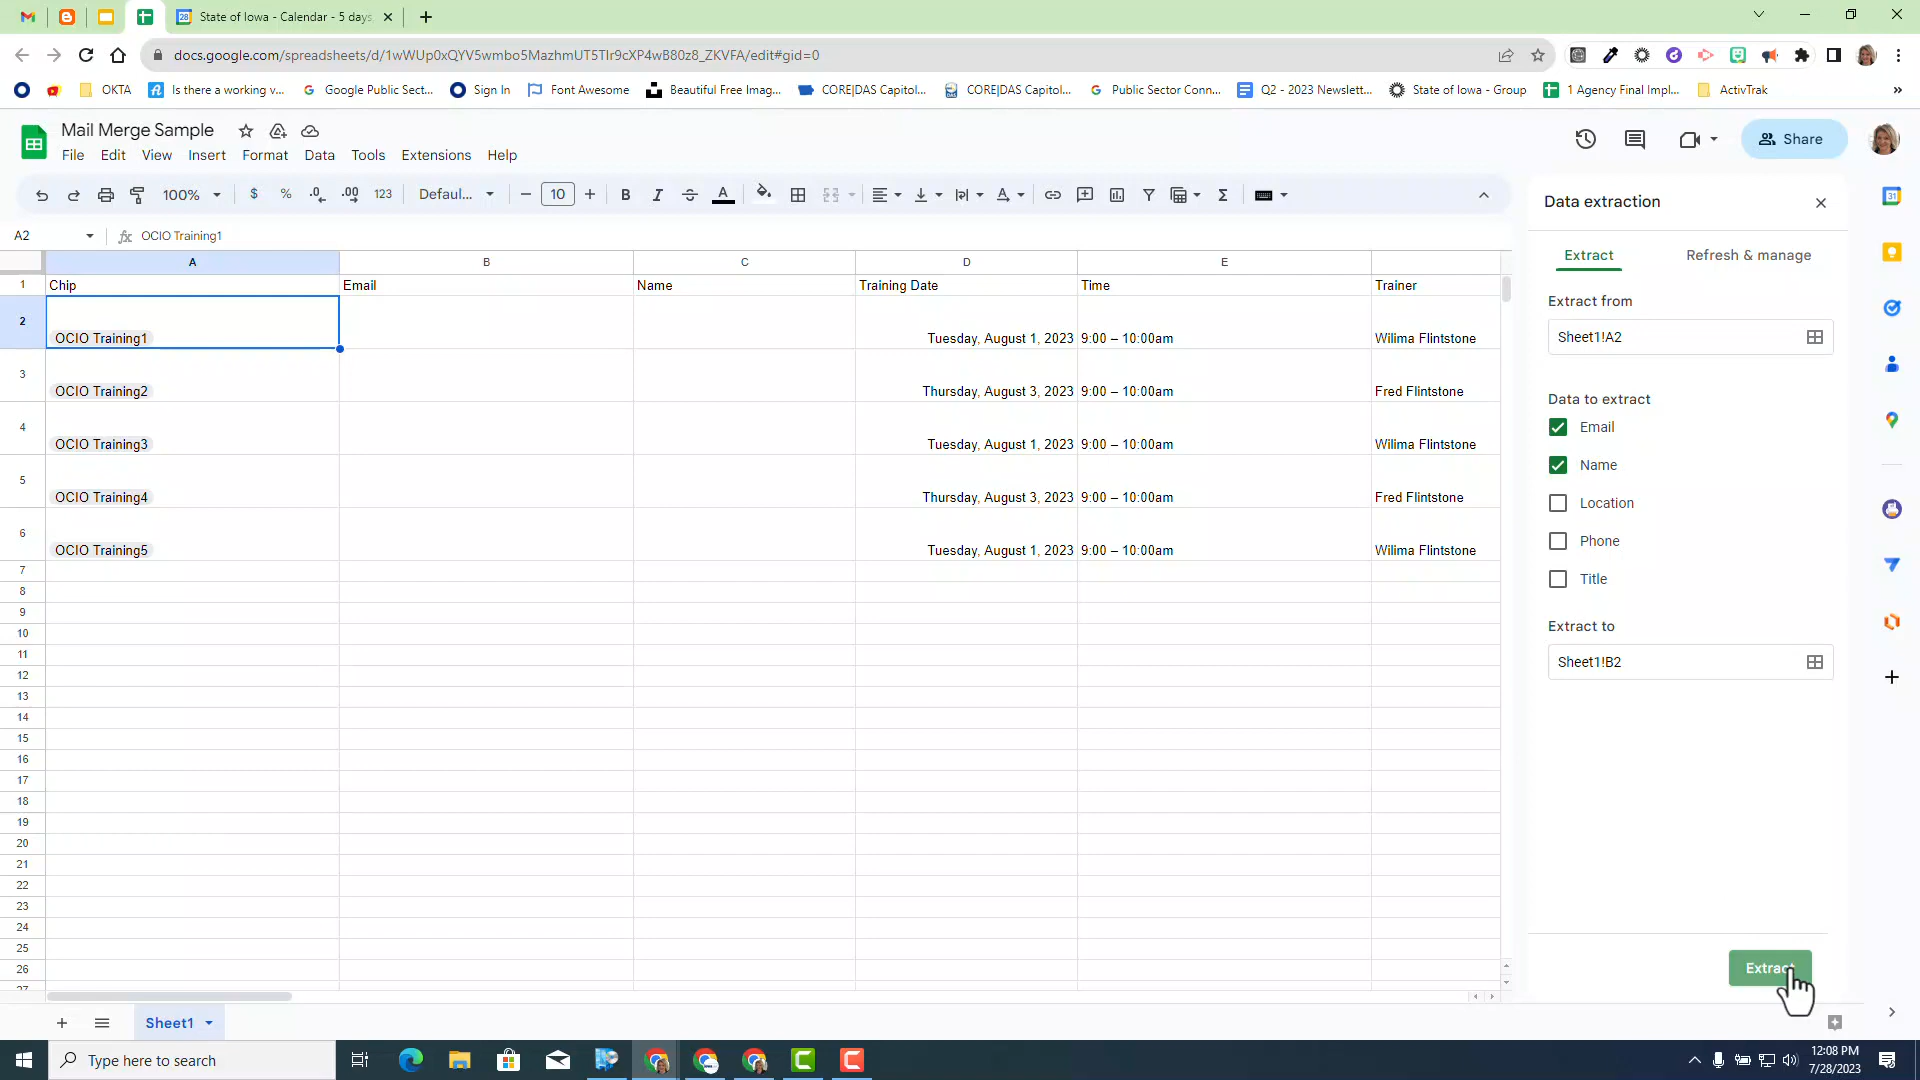 State of Iowa - Calendar - 5 days,
docs.google.com/spreadsheets/d/1wWUp0xQYV5wmbo5MazhmUT5TIr9cXP4wB80z8_ZKVFA/edit#gid=0
OKTA Is there a working v... Google Public Sect... Sign In Font Awesome Beautiful Free Imag... CORE|DAS Capitol... CORE|DAS Capitol... Public Sector Conn... Q2 - 2023 Newslett... State of Iowa - Group 1 Agency Final Impl... ActivTrak »
Mail Merge Sample
File Edit View Insert Format Data Tools Extensions Help
Share
100% $ % .0 .00 123 Defaul... − 10 + B I S A Σ
A2 fx OCIO Training1
A B C D E
1 Chip Email Name Training Date Time Trainer
2 OCIO Training1 Tuesday, August 1, 2023 9:00 – 10:00am Wilima Flintstone
3 OCIO Training2 Thursday, August 3, 2023 9:00 – 10:00am Fred Flintstone
4 OCIO Training3 Tuesday, August 1, 2023 9:00 – 10:00am Wilima Flintstone
5 OCIO Training4 Thursday, August 3, 2023 9:00 – 10:00am Fred Flintstone
6 OCIO Training5 Tuesday, August 1, 2023 9:00 – 10:00am Wilima Flintstone
7
8
9
10
11
12
13
14
15
16
17
18
19
20
21
22
23
24
25
26
27
Data extraction
Extract Refresh & manage
Extract from
Sheet1!A2
Data to extract
Email
Name
Location
Phone
Title
Extract to
Sheet1!B2
Extract
Sheet1
Type here to search
12:08 PM
7/28/2023